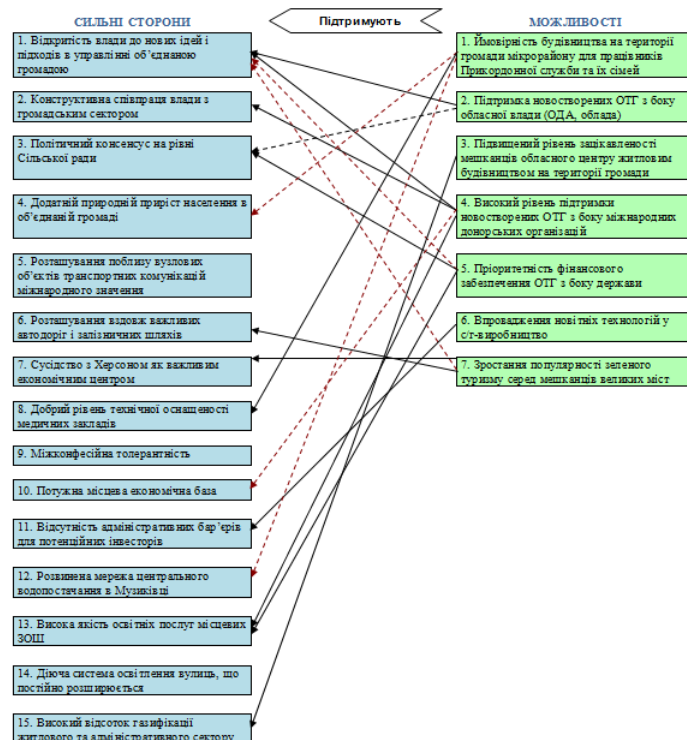 СИЛЬНІ СТОРОНИ
Підтримують
МОЖЛИВОСТІ
1. Відкритість влади до нових ідей і
підходів в управлінні об’єднаною
громадою
2. Конструктивна співпраця влади з
громадським сектором
3. Політичний консенсус на рівні
Сільської ради
4. Додатній природній приріст населення в
об’єднаній громаді
5. Розташування поблизу вузлових
об’єктів транспортних комунікацій
міжнародного значення
6. Розташування вздовж важливих
автодоріг і залізничних шляхів
7. Сусідство з Херсоном як важливим
економічним центром
8. Добрий рівень технічної оснащеності
медичних закладів
9. Міжконфесійна толерантність
10. Потужна місцева економічна база
11. Відсутність адміністративних бар’єрів
для потенційних інвесторів
12. Розвинена мережа центрального
водопостачання в Музиківці
13. Висока якість освітніх послуг місцевих
ЗОШ
14. Діюча система освітлення вулиць, що
постійно розширюється
15. Високий відсоток газифікації
житлового та адміністративного сектору
1. Ймовірність будівництва на території
громади мікрорайону для працівників
Прикордонної служби та їх сімей
2. Підтримка новостворених ОТГ з боку
обласної влади (ОДА, облада)
3. Підвищений рівень зацікавленості
мешканців обласного центру житловим
будівництвом на території громади
4. Високий рівень підтримки
новостворених ОТГ з боку міжнародних
донорських організацій
5. Пріоритетність фінансового
забезпечення ОТГ з боку держави
6. Впровадження новітніх технологій у
с/г-виробництво
7. Зростання популярності зеленого
туризму серед мешканців великих міст